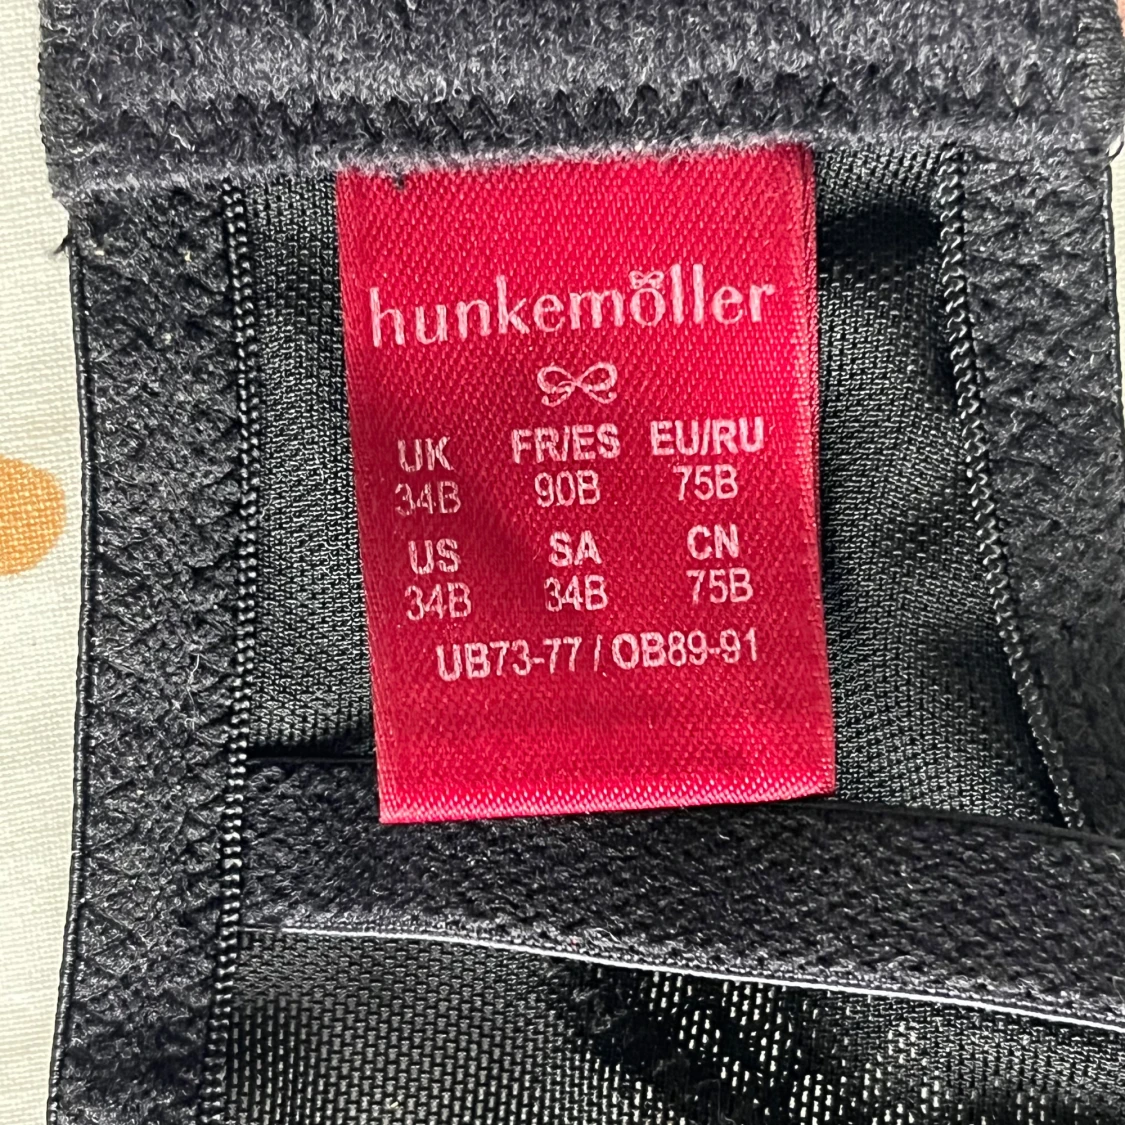 hunkemöller
UK FR/ES EU/RU
34B 90B 75B
US SA CN
34B 34B 75B
UB73-77 / OB89-91